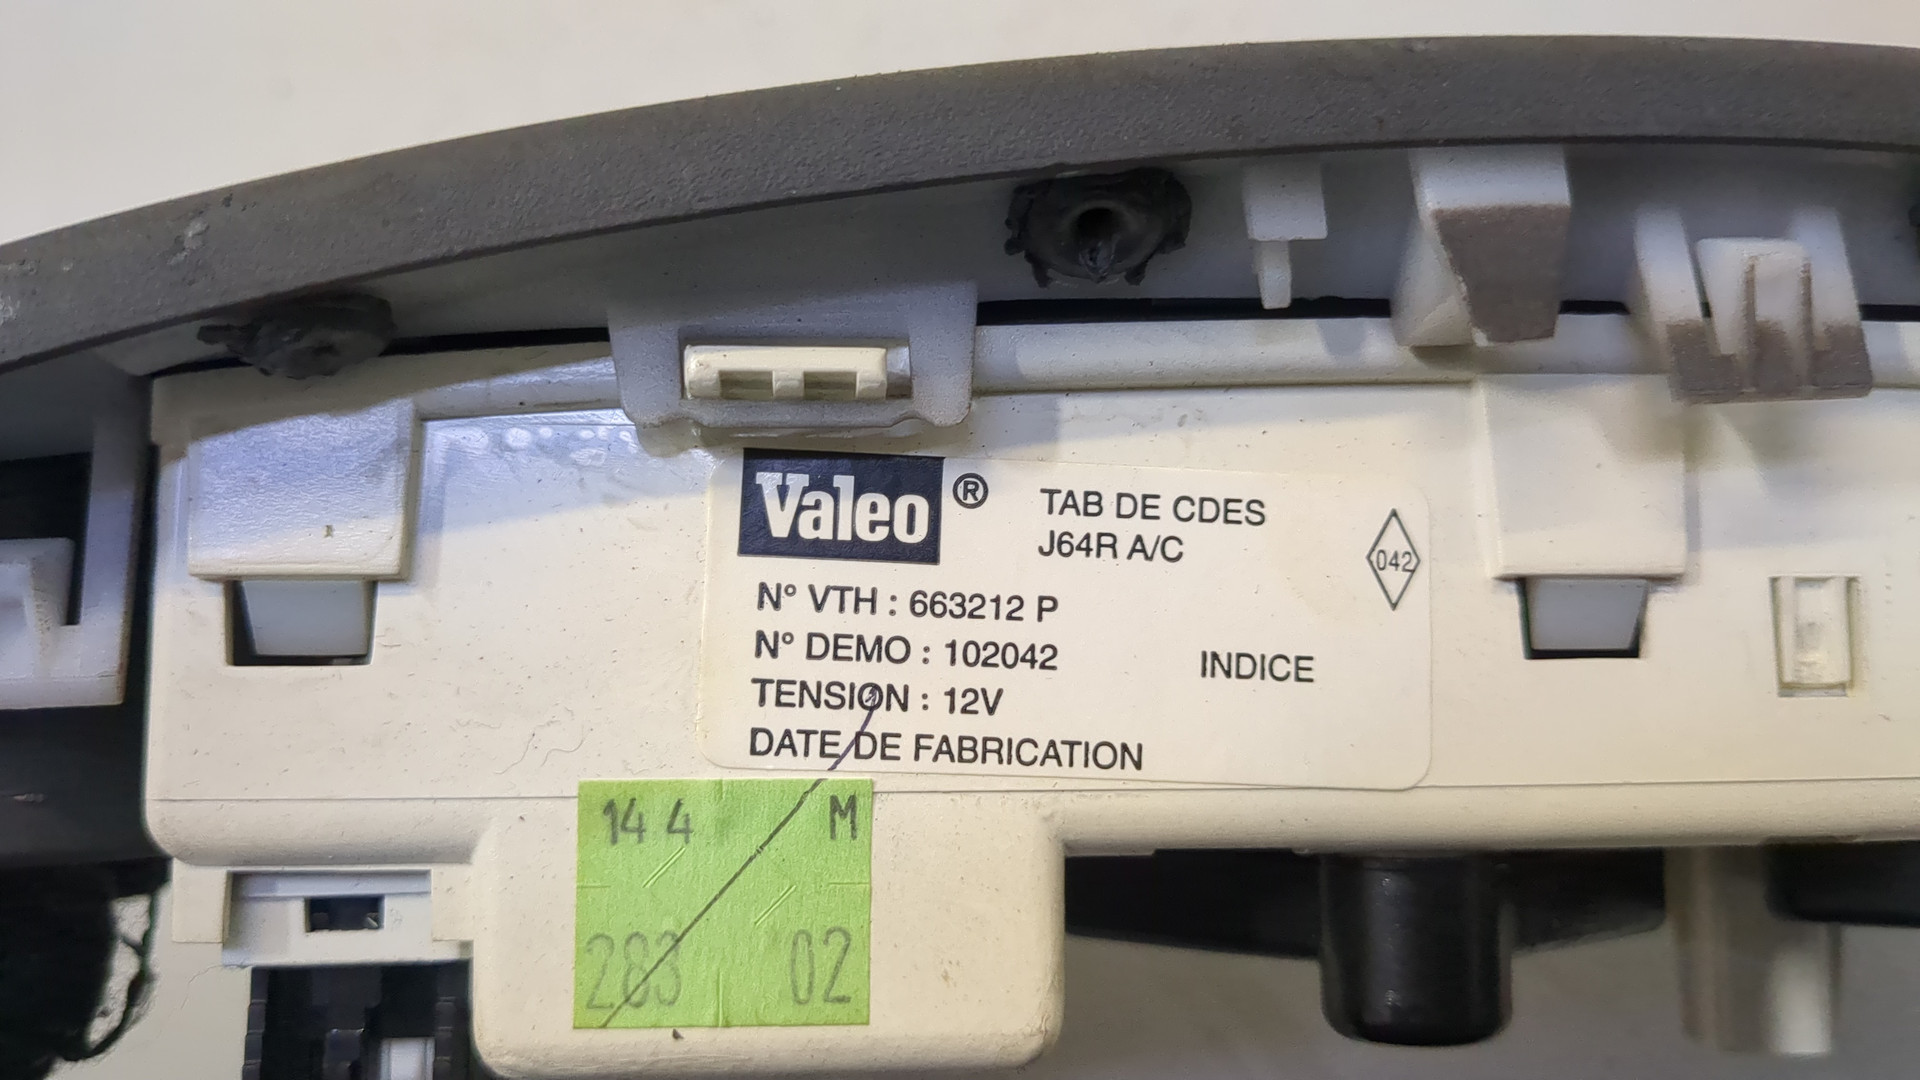 Valeo®
TAB DE CDES
J64R A/C
042
N° VTH : 663212 P
N° DEMO : 102042
INDICE
TENSION : 12V
DATE DE FABRICATION
14 4 M
283 02